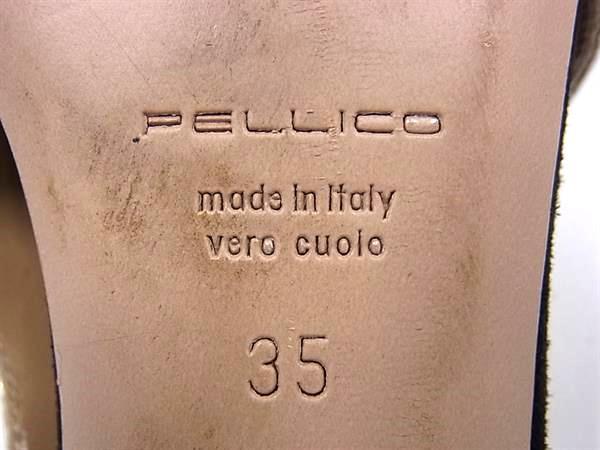 PELLICO
made in Italy
vero cuoio
35